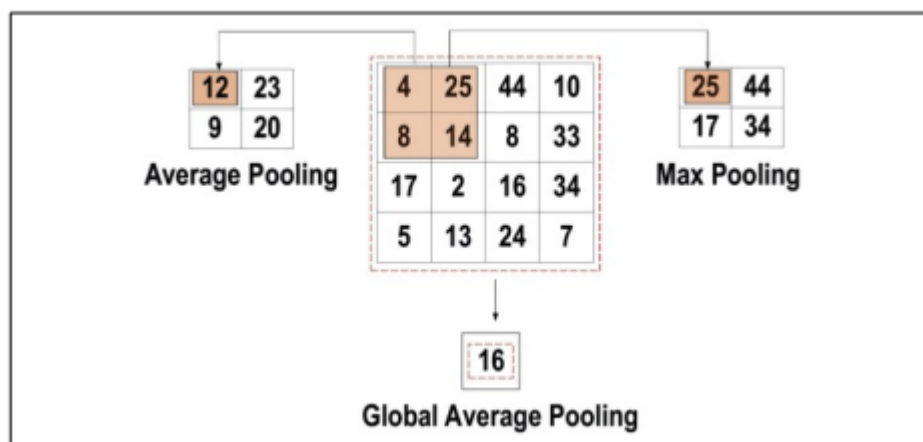 12 23
9 20
Average Pooling
4 25 44 10
8 14 8 33
17 2 16 34
5 13 24 7
25 44
17 34
Max Pooling
16
Global Average Pooling